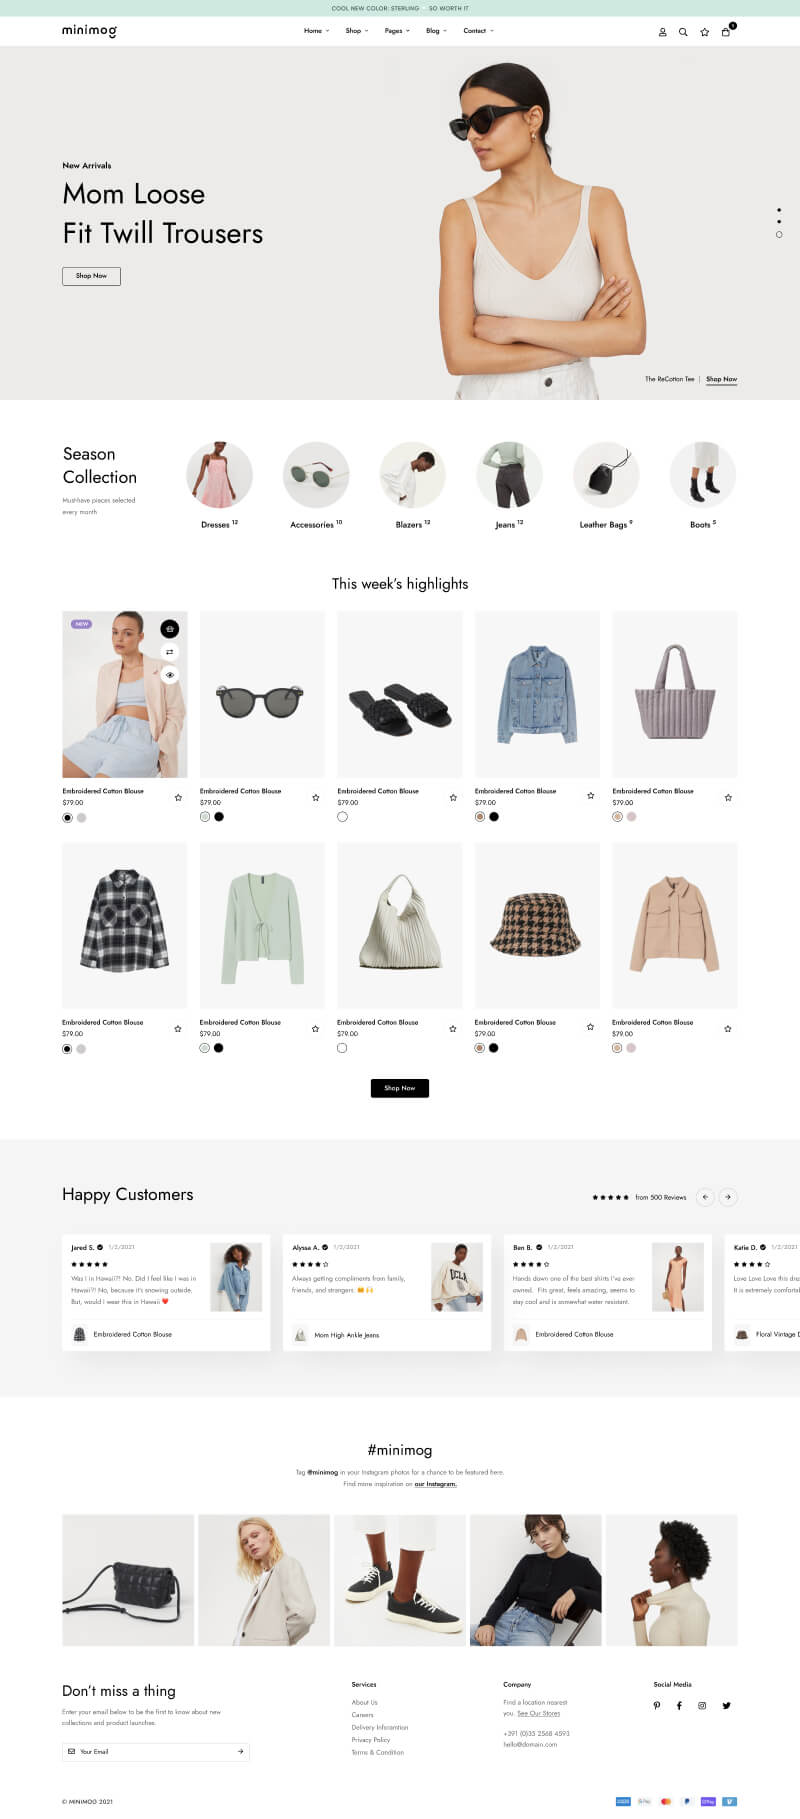 COOL NEW COLOR: STERLING SO WORTH IT
minimog
Home Shop Pages Blog Contact
1
New Arrivals
Mom Loose
Fit Twill Trousers
Shop Now
The ReCotton Tee | Shop Now
Season
Collection
Must-have pieces selected
every month
Dresses 12
Accessories 10
Blazers 12
Jeans 12
Leather Bags 9
Boots 5
This week's highlights
NEW
Embroidered Cotton Blouse
$79.00
Embroidered Cotton Blouse
$79.00
Embroidered Cotton Blouse
$79.00
Embroidered Cotton Blouse
$79.00
Embroidered Cotton Blouse
$79.00
Embroidered Cotton Blouse
$79.00
Embroidered Cotton Blouse
$79.00
Embroidered Cotton Blouse
$79.00
Embroidered Cotton Blouse
$79.00
Embroidered Cotton Blouse
$79.00
Shop Now
Happy Customers
from 500 Reviews
Jared S. 1/2/2021
Was I in Hawaii?! No. Did I feel like I was in
Hawaii?! No, because it's snowing outside.
But, would I wear this in Hawaii ❤️
Embroidered Cotton Blouse
Alyssa A. 1/2/2021
Always getting compliments from family,
friends, and strangers.
UCLA
Mom High Ankle Jeans
Ben B. 1/2/2021
Hands down one of the best shirts I've ever
owned. Fits great, feels amazing, seems to
stay cool and is somewhat water resistant.
Embroidered Cotton Blouse
Katie D. 1/2/2021
Love Love Love this dre
It is extremely comforta
Floral Vintage D
#minimog
Tag @minimog in your Instagram photos for a chance to be featured here.
Find more inspiration on our Instagram.
Don't miss a thing
Enter your email below to be the first to know about new
collections and product launches.
Your Email
Services
About Us
Careers
Delivery Inforamtion
Privacy Policy
Terms & Condition
Company
Find a location nearest
you. See Our Stores
+391 (0)35 2568 4593
hello@domain.com
Social Media
© MINIMOG 2021